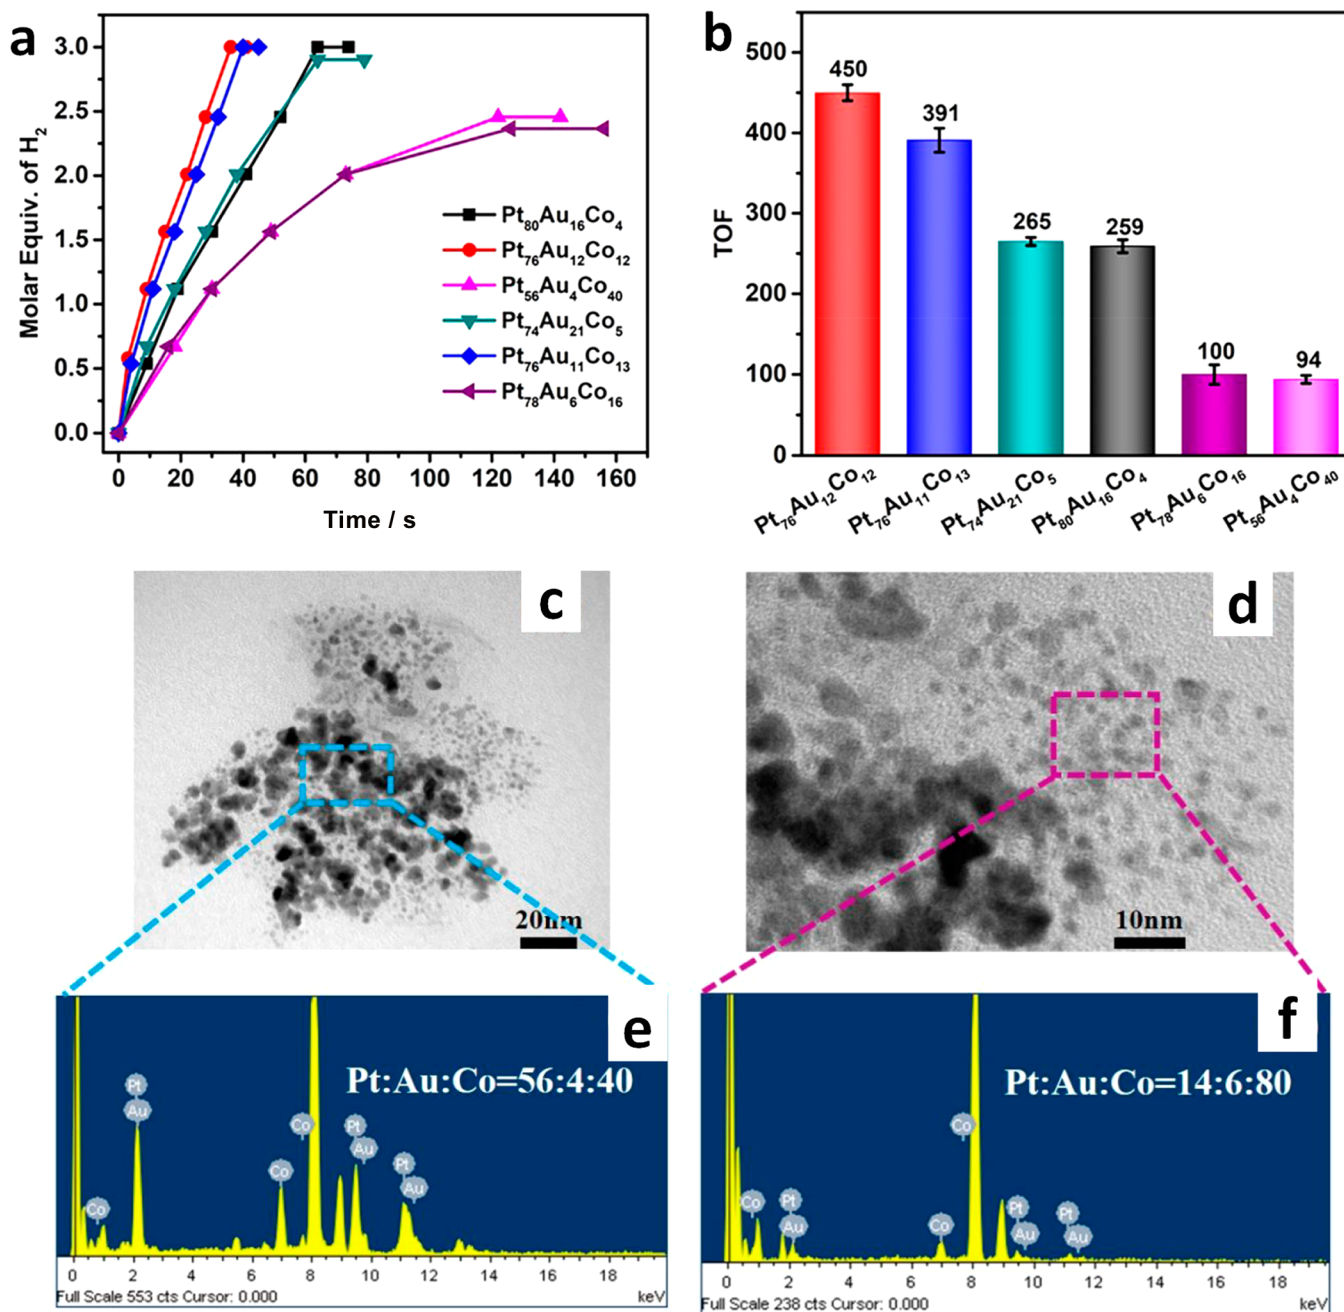 a
3.0
2.5
2.0
1.5
1.0
0.5
0.0
Molar Equiv. of H₂
Pt₈₀Au₁₆Co₄
Pt₇₆Au₁₂Co₁₂
Pt₅₆Au₄Co₄₀
Pt₇₄Au₂₁Co₅
Pt₇₆Au₁₁Co₁₃
Pt₇₈Au₆Co₁₆
0 20 40 60 80 100 120 140 160
Time / s
b
500
400
300
200
100
0
TOF
450
391
265
259
100
94
Pt₇₆Au₁₂Co₁₂
Pt₇₆Au₁₁Co₁₃
Pt₇₄Au₂₁Co₅
Pt₈₀Au₁₆Co₄
Pt₇₈Au₆Co₁₆
Pt₅₆Au₄Co₄₀
c
20nm
d
10nm
e
Pt:Au:Co=56:4:40
Pt
Au
Co
Co
Co
Pt
Au
Pt
Au
0 2 4 6 8 10 12 14 16 18
Full Scale 553 cts Cursor: 0.000 keV
f
Pt:Au:Co=14:6:80
Co
Pt
Au
Co
Co
Pt
Au
Pt
Au
0 2 4 6 8 10 12 14 16 18
Full Scale 238 cts Cursor: 0.000 keV